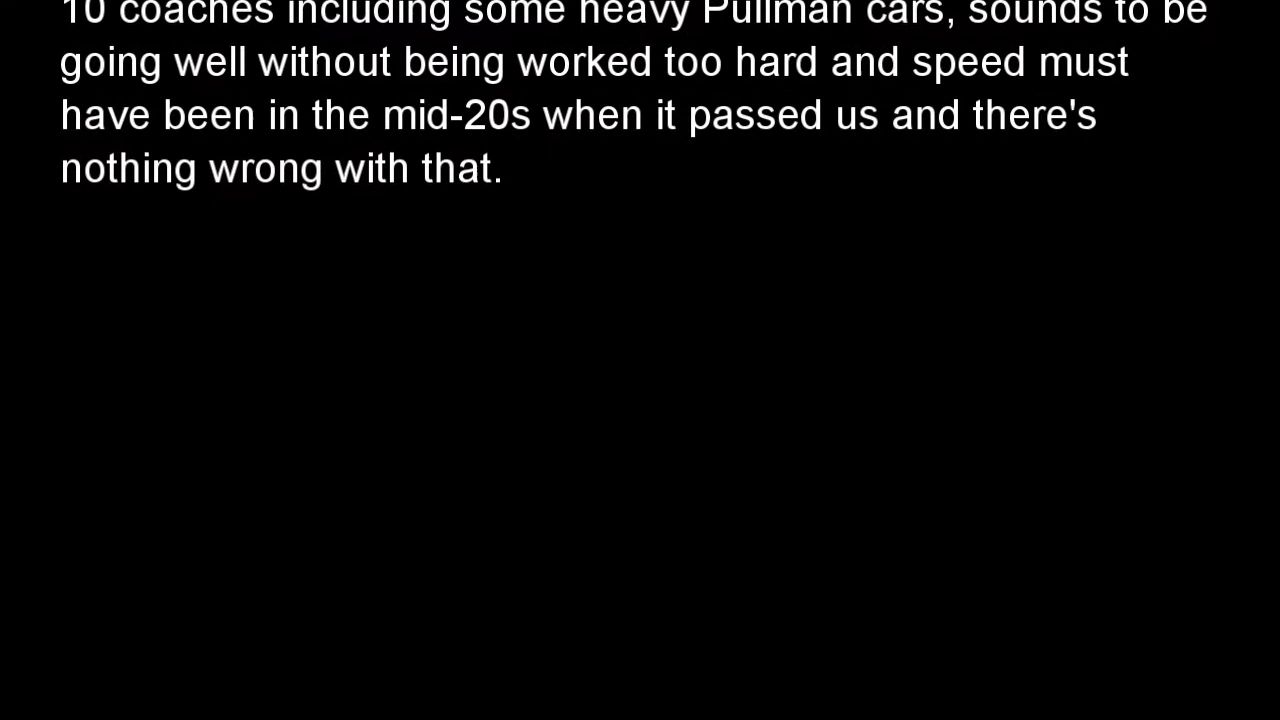 10 coaches including some heavy Pullman cars, sounds to be
going well without being worked too hard and speed must
have been in the mid-20s when it passed us and there's
nothing wrong with that.